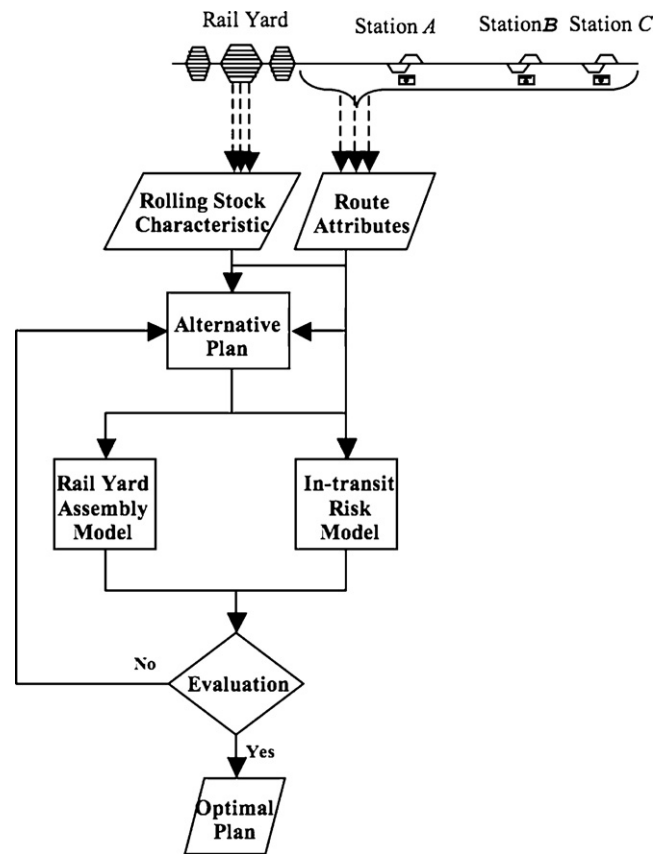 Rail Yard
Station A
Station B
Station C
Rolling Stock
Characteristic
Route
Attributes
Alternative
Plan
Rail Yard
Assembly
Model
In-transit
Risk
Model
No
Evaluation
Yes
Optimal
Plan